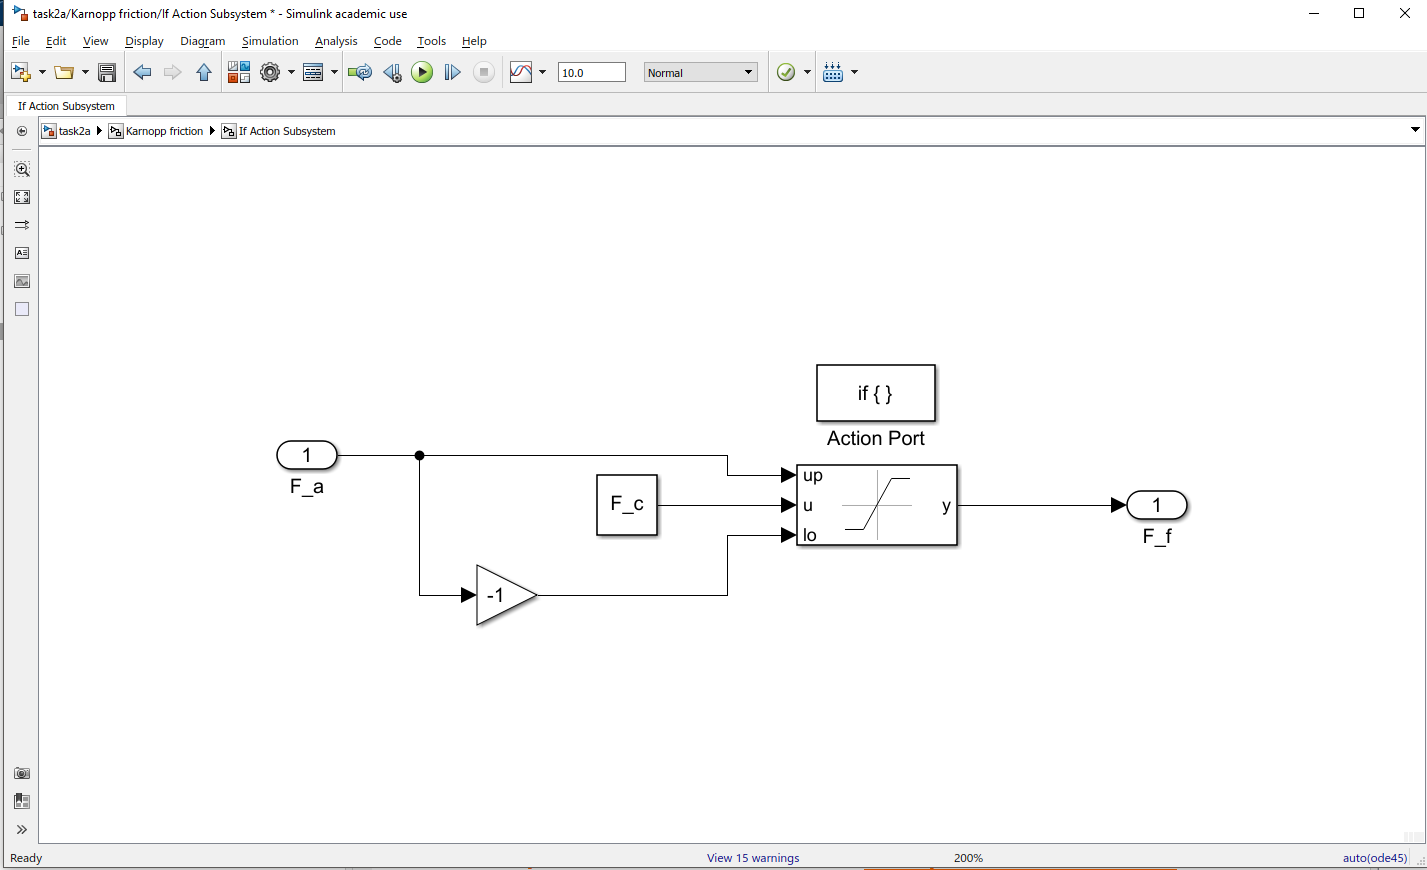 task2a/Karnopp friction/If Action Subsystem * - Simulink academic use
File Edit View Display Diagram Simulation Analysis Code Tools Help
10.0 Normal
If Action Subsystem
task2a Karnopp friction If Action Subsystem
if { }
Action Port
1
F_a
up
F_c
u
y
lo
1
F_f
-1
Ready View 15 warnings 200% auto(ode45)